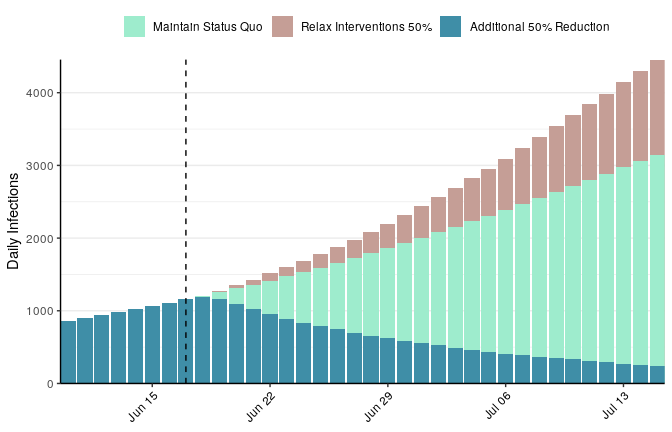 Maintain Status Quo Relax Interventions 50% Additional 50% Reduction
Daily Infections
4000
3000
2000
1000
0
Jun 15 Jun 22 Jun 29 Jul 06 Jul 13